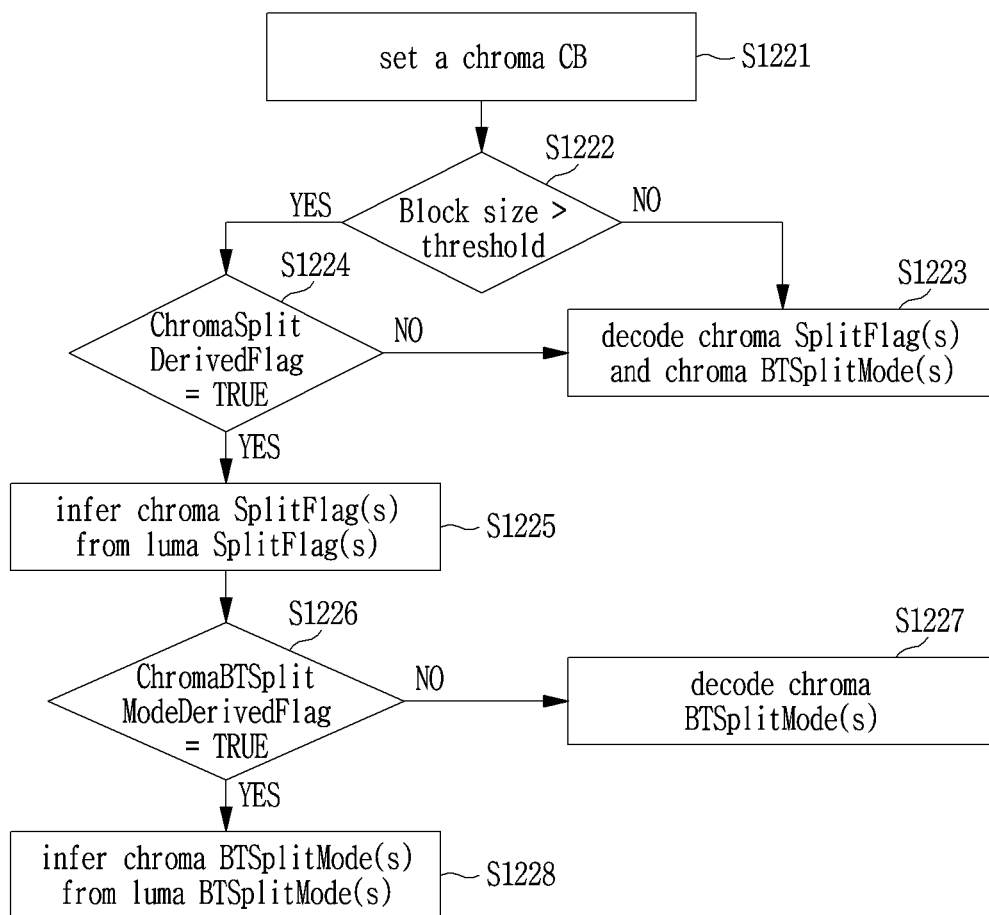 set a chroma CB
S1221
S1222
YES
Block size >
threshold
NO
S1224
S1223
ChromaSplit
DerivedFlag
= TRUE
NO
decode chroma SplitFlag(s)
and chroma BTSplitMode(s)
YES
infer chroma SplitFlag(s)
from luma SplitFlag(s)
S1225
S1226
S1227
ChromaBTSplit
ModeDerivedFlag
= TRUE
NO
decode chroma
BTSplitMode(s)
YES
infer chroma BTSplitMode(s)
from luma BTSplitMode(s)
S1228